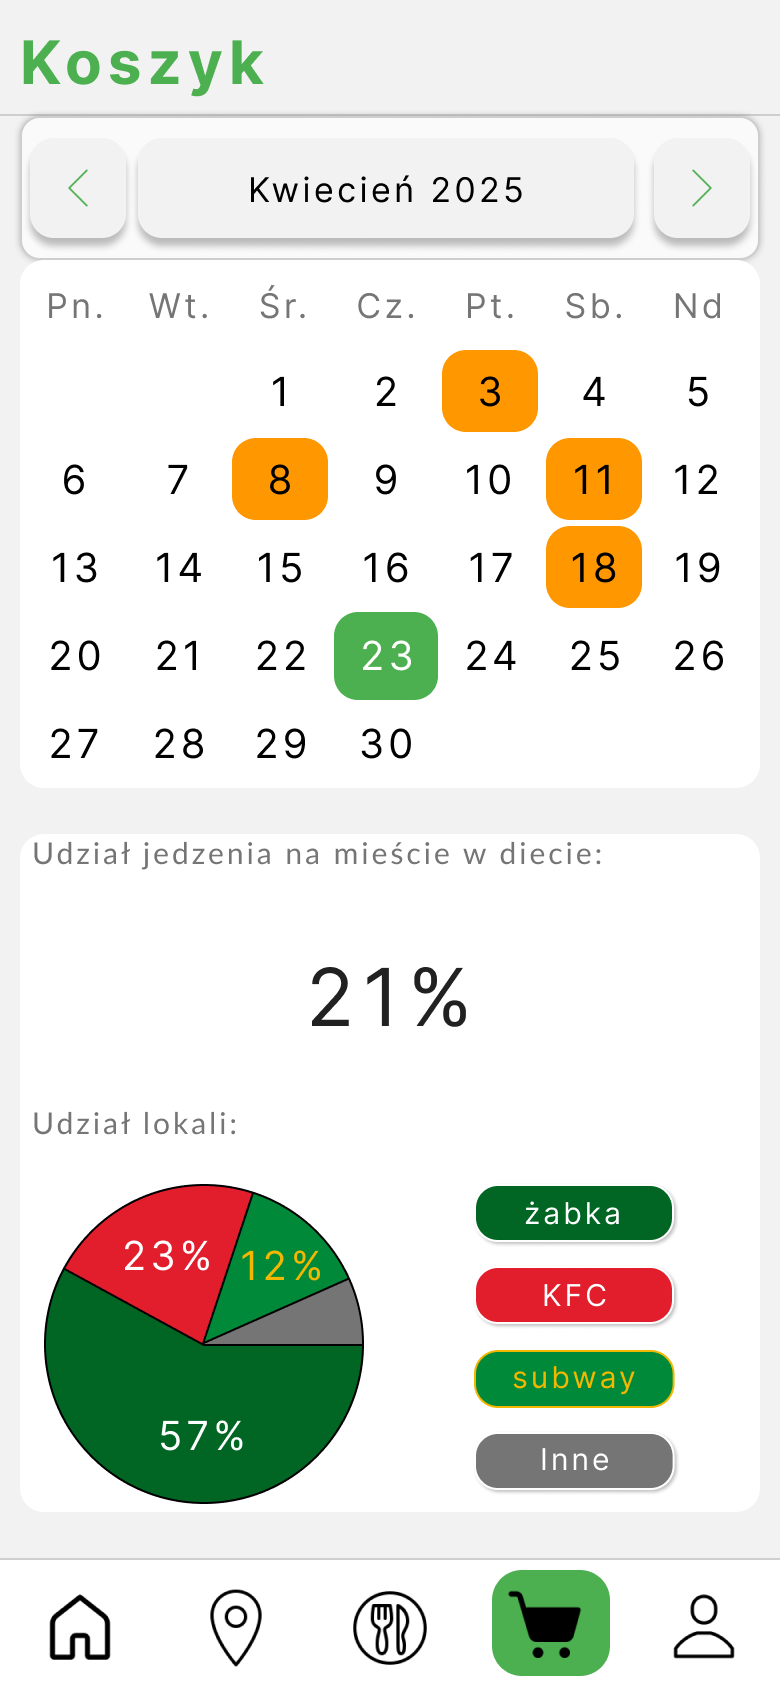 Koszyk
Kwiecień 2025
Pn. Wt. Śr. Cz. Pt. Sb. Nd
1 2 3 4 5
6 7 8 9 10 11 12
13 14 15 16 17 18 19
20 21 22 23 24 25 26
27 28 29 30
Udział jedzenia na mieście w diecie:
21%
Udział lokali:
żabka
23%
12%
KFC
subway
57%
Inne